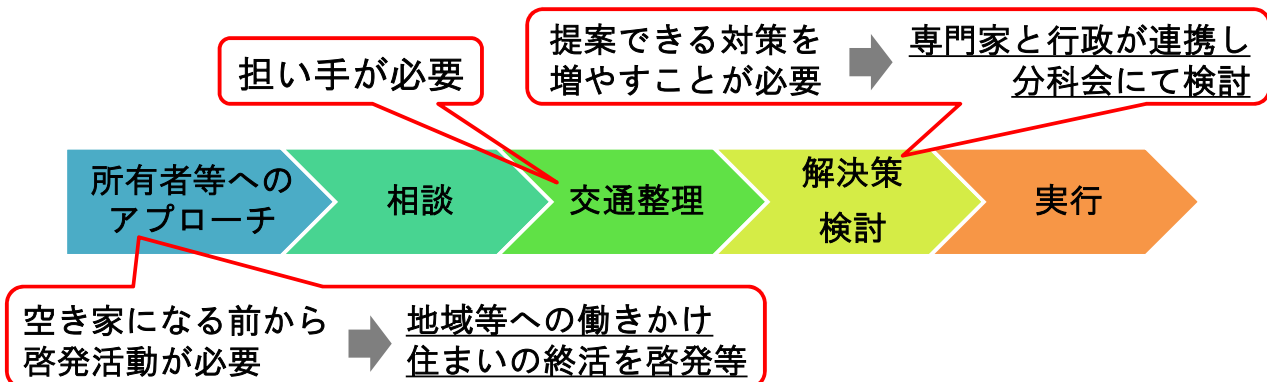 担い手が必要
提案できる対策を
増やすことが必要
専門家と行政が連携し
分科会にて検討
所有者等への
アプローチ
相談
交通整理
解決策
検討
実行
空き家になる前から
啓発活動が必要
地域等への働きかけ
住まいの終活を啓発等